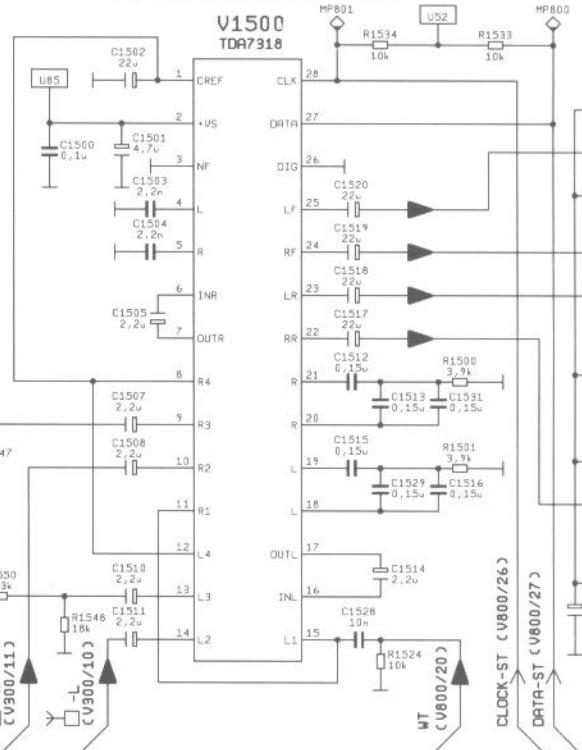 V1500
TDA7318
MP801
U52
MP800
R1534
10k
R1533
10k
C1502
22u
U85
1 CREF
CLK 28
2 +VS
DATA 27
C1500
0,1u
C1501
4,7u
3 NF
DIG 26
C1503
2,2n
4 L
LF 25
C1520
22u
C1504
2,2n
5 R
RF 24
C1519
22u
6 INR
LR 23
C1518
22u
C1505
2,2u
7 OUTR
RR 22
C1517
22u
8 R4
R 21
C1512
0,15u
R1500
3,9k
C1507
2,2u
9 R3
R 20
C1513
0,15u
C1531
0,15u
47
C1508
2,2u
10 R2
L 19
C1515
0,15u
R1501
3,9k
11 R1
L 18
C1529
0,15u
C1516
0,15u
12 L4
OUTL 17
C1514
2,2u
550
3k
C1510
2,2u
13 L3
INL 16
R1548
18k
C1511
2,2u
14 L2
L1 15
C1528
10n
R1524
10k
(V300/11)
-L
(V300/10)
WT
(V800/20)
CLOCK-ST (V800/26)
DATA-ST (V800/27)